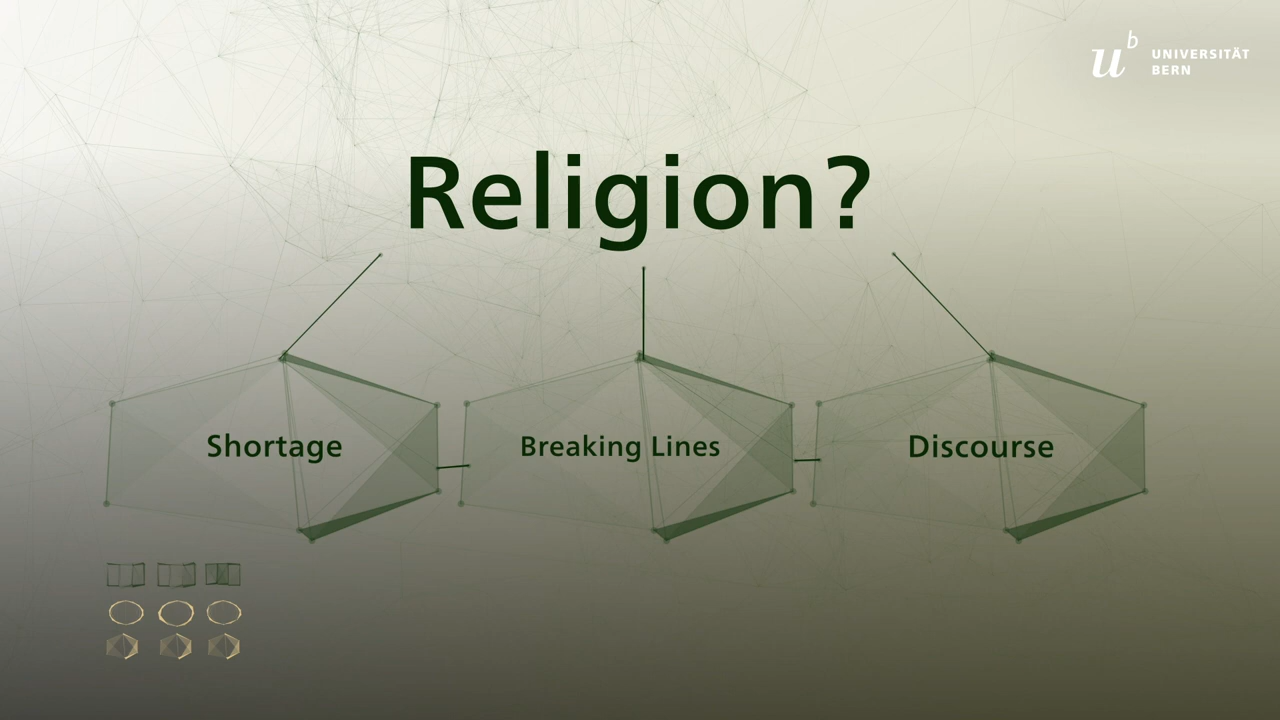 u b UNIVERSITÄT
BERN
Religion?
Shortage
Breaking Lines
Discourse